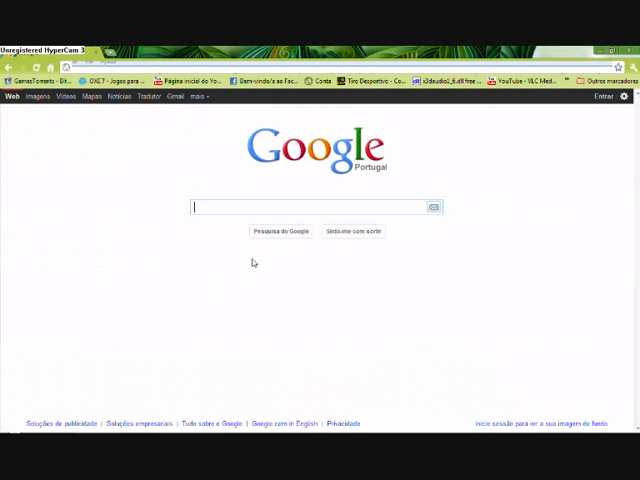 Unregistered HyperCam 3
GamesTorrents - Bit... OXE 7 - Jogos para ... Página inicial do Yo... Bem-vindo/a ao Fac... Conta Tiro Desportivo - Co... x3daudio1_6.dll free ... YouTube - VLC Med... » Outros marcadores
Web Imagens Vídeos Mapas Notícias Tradutor Gmail mais Entrar
Google
Portugal
Pesquisa do Google Sinto-me com sorte
Soluções de publicidade Soluções empresariais Tudo sobre o Google Google.com in English Privacidade Inicie sessão para ver a sua imagem de fundo